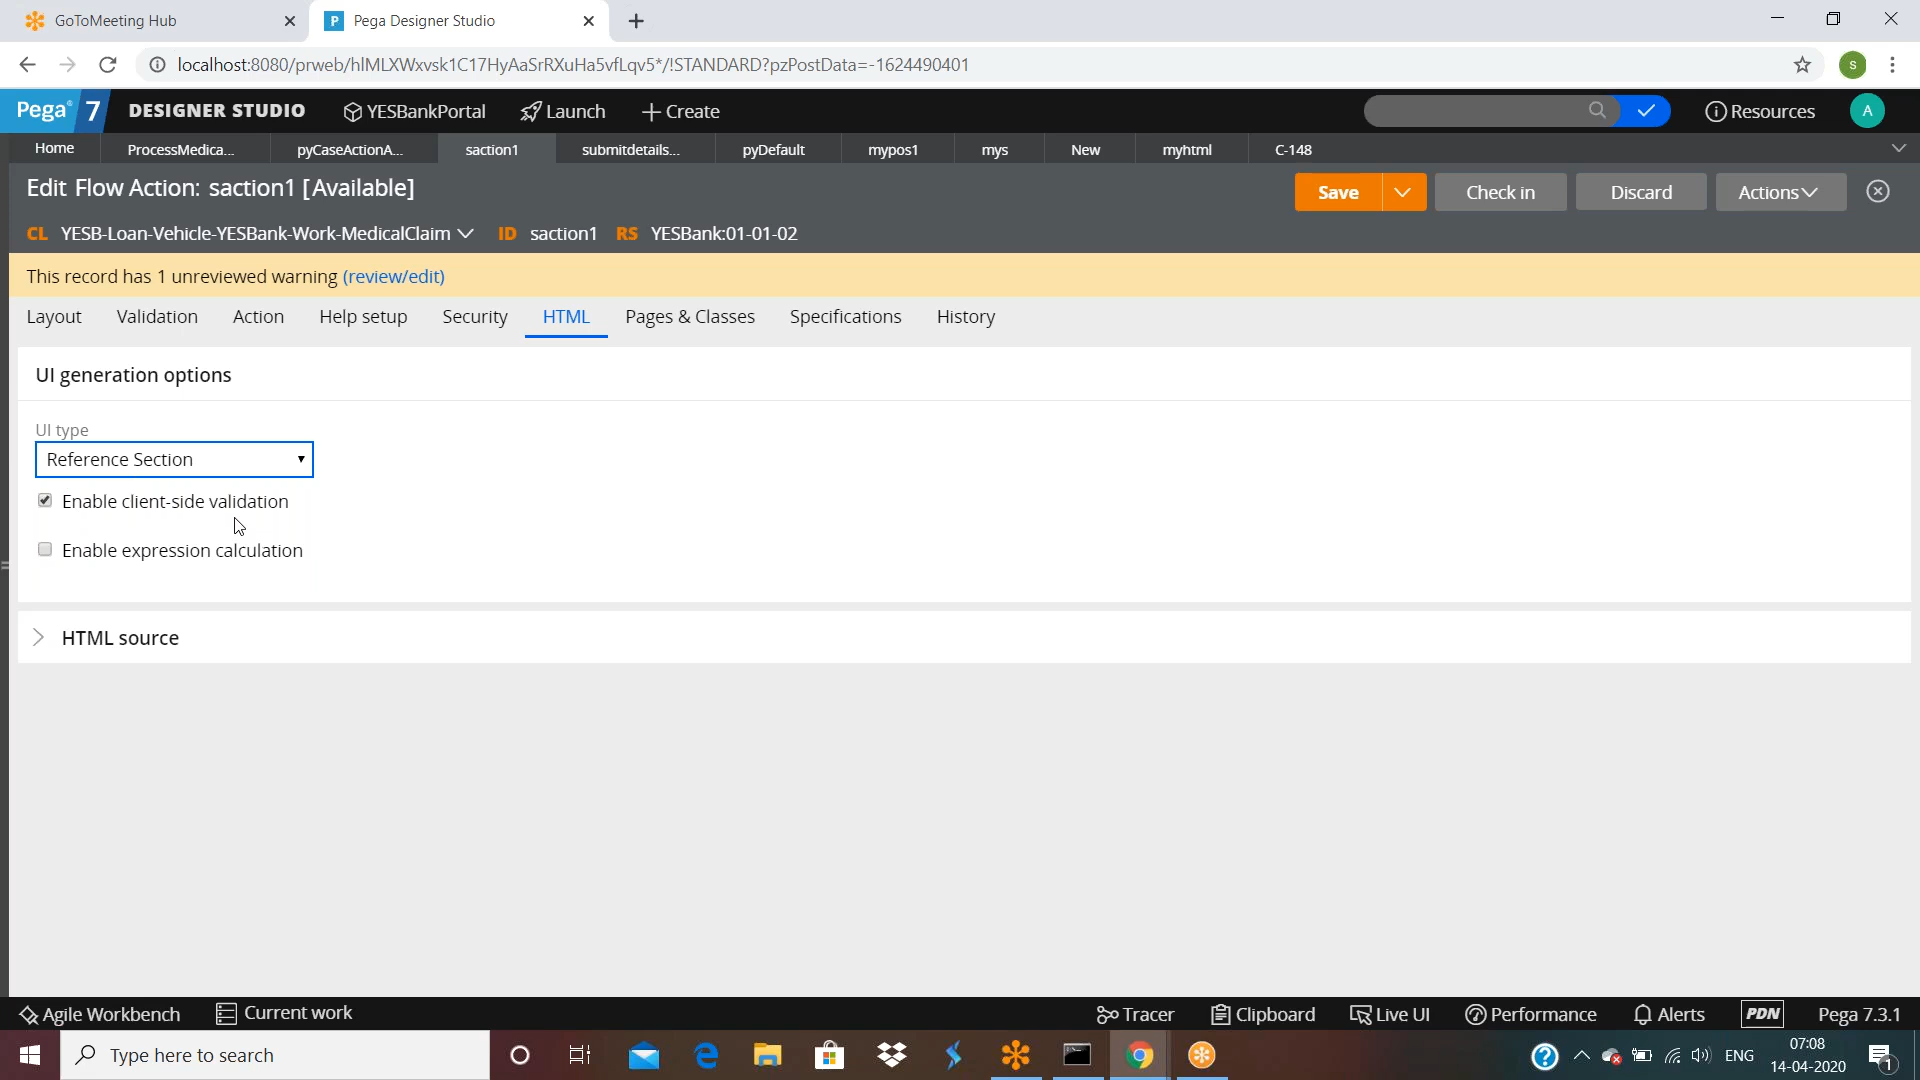 GoToMeeting Hub
Pega Designer Studio
localhost:8080/prweb/hIMLXWxvsk1C17HyAaSrRXuHa5vfLqv5*/!STANDARD?pzPostData=-1624490401
s
Pega 7 DESIGNER STUDIO YESBankPortal Launch Create Resources A
Home ProcessMedica... pyCaseActionA... saction1 submitdetails... pyDefault mypos1 mys New myhtml C-148
Edit Flow Action: saction1 [Available]
Save Check in Discard Actions
CL YESB-Loan-Vehicle-YESBank-Work-MedicalClaim ID saction1 RS YESBank:01-01-02
This record has 1 unreviewed warning (review/edit)
Layout Validation Action Help setup Security HTML Pages & Classes Specifications History
UI generation options
UI type
Reference Section
Enable client-side validation
Enable expression calculation
HTML source
Agile Workbench Current work Tracer Clipboard Live UI Performance Alerts PDN Pega 7.3.1
Type here to search
ENG
07:08
14-04-2020
1